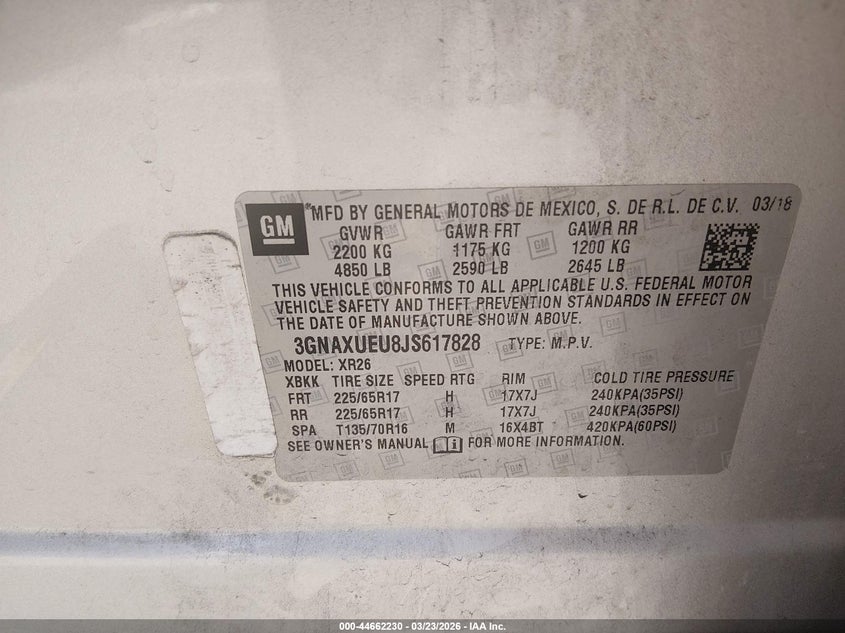 GM ® MFD BY GENERAL MOTORS DE MEXICO, S. DE R.L. DE C.V. 03/18
GVWR GAWR FRT GAWR RR
2200 KG 1175 KG 1200 KG
4850 LB 2590 LB 2645 LB
THIS VEHICLE CONFORMS TO ALL APPLICABLE U.S. FEDERAL MOTOR
VEHICLE SAFETY AND THEFT PREVENTION STANDARDS IN EFFECT ON
THE DATE OF MANUFACTURE SHOWN ABOVE.
3GNAXUEU8JS617828 TYPE: M.P.V.
MODEL: XR26
XBKK TIRE SIZE SPEED RTG RIM COLD TIRE PRESSURE
FRT 225/65R17 H 17X7J 240KPA(35PSI)
RR 225/65R17 H 17X7J 240KPA(35PSI)
SPA T135/70R16 M 16X4BT 420KPA(60PSI)
SEE OWNER'S MANUAL FOR MORE INFORMATION.
000-44662230 - 03/23/2026 - IAA Inc.